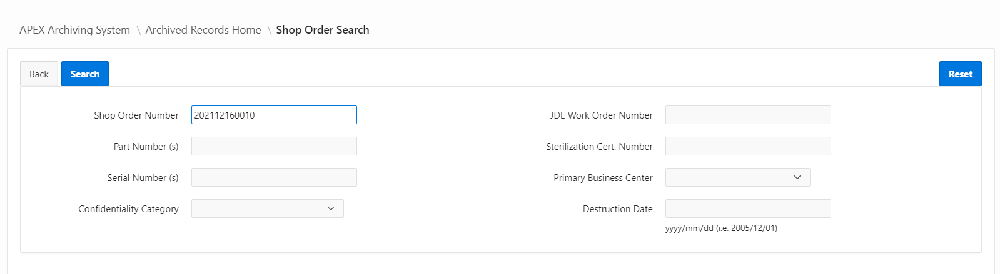 APEX Archiving System \ Archived Records Home \ Shop Order Search
Back Search Reset
Shop Order Number 202112160010 JDE Work Order Number
Part Number (s) Sterilization Cert. Number
Serial Number (s) Primary Business Center
Confidentiality Category Destruction Date
yyyy/mm/dd (i.e. 2005/12/01)